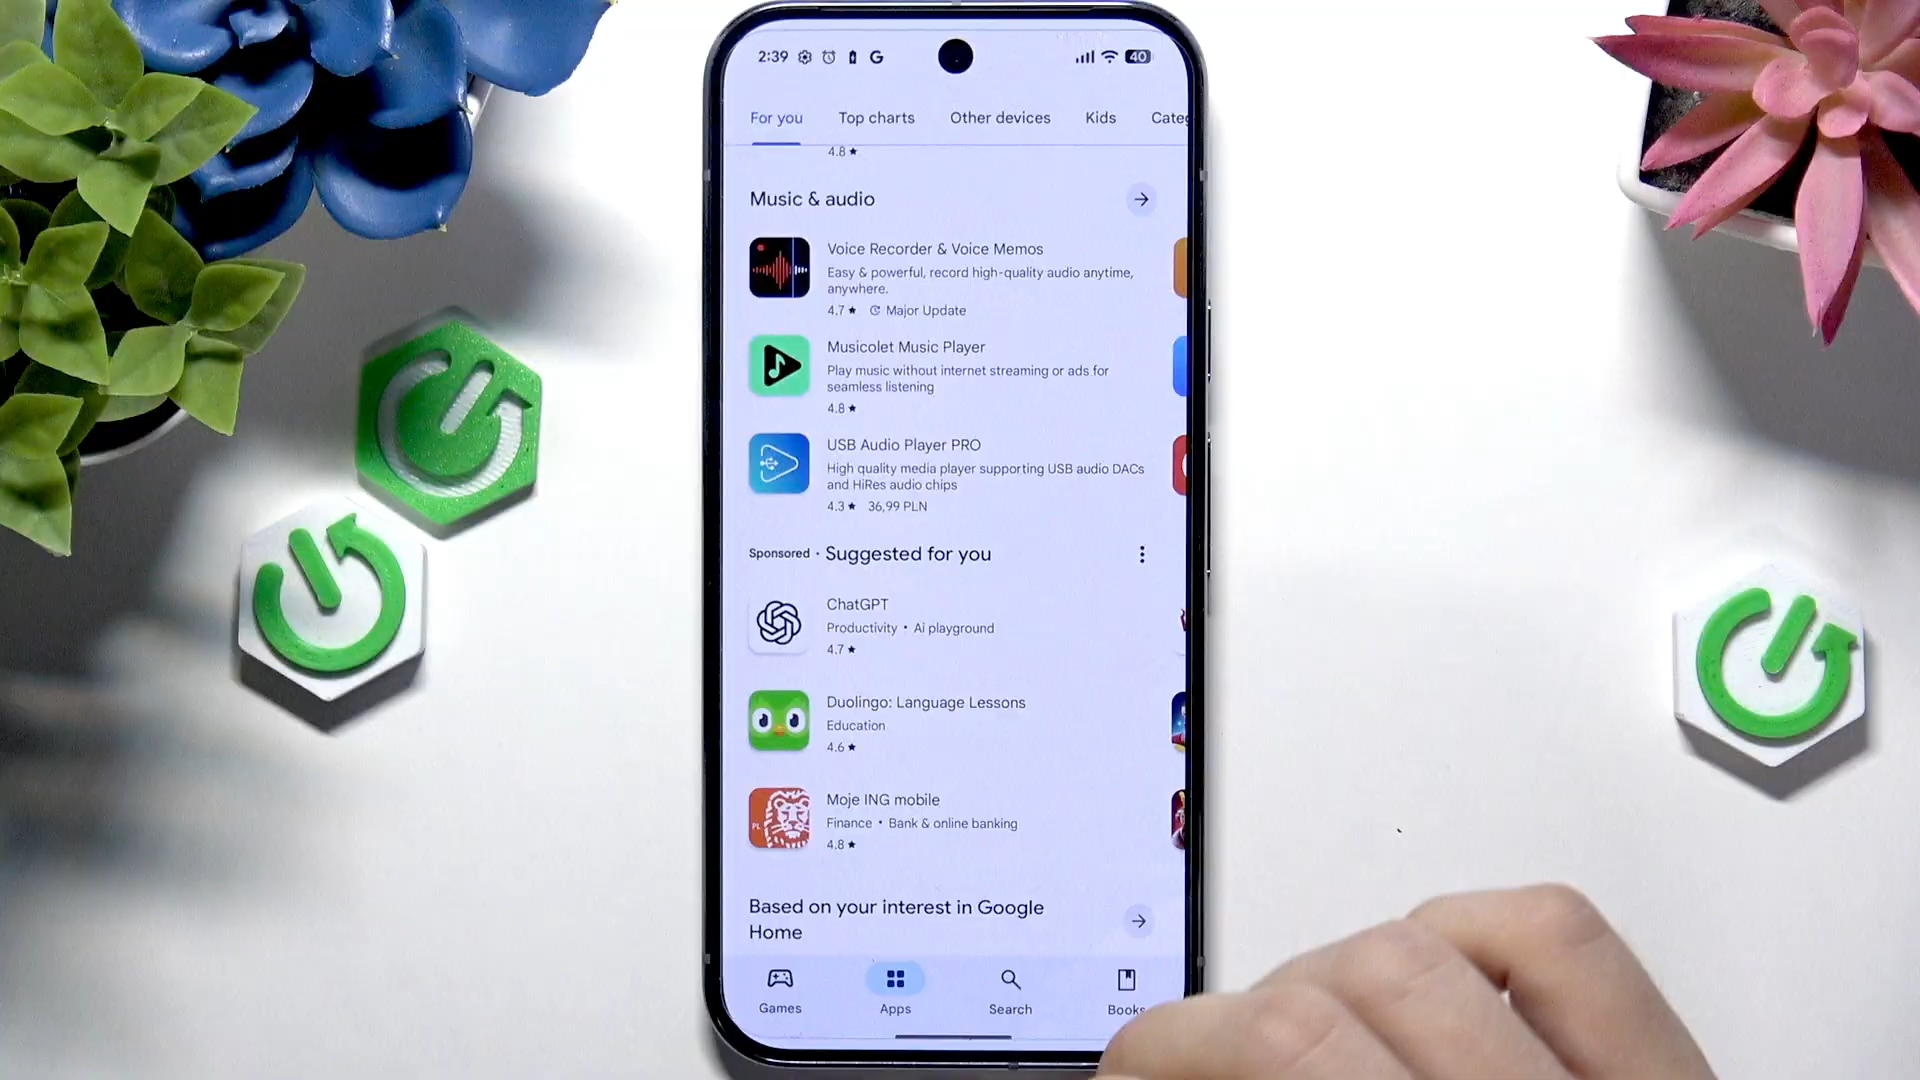 2:39 G 40
For you Top charts Other devices Kids Categ
4.8★
Music & audio
Voice Recorder & Voice Memos
Easy & powerful, record high-quality audio anytime,
anywhere.
4.7★ Major Update
Musicolet Music Player
Play music without internet streaming or ads for
seamless listening
4.8★
USB Audio Player PRO
High quality media player supporting USB audio DACs
and HiRes audio chips
4.3★ 36,99 PLN
Sponsored • Suggested for you
ChatGPT
Productivity • Ai playground
4.7★
Duolingo: Language Lessons
Education
4.6★
PL
Moje ING mobile
Finance • Bank & online banking
4.8★
Based on your interest in Google
Home
Games Apps Search Books